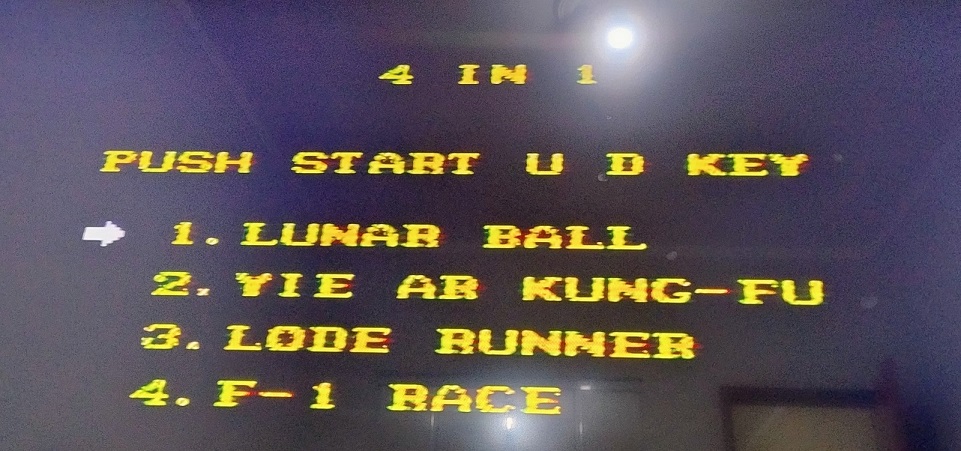 4 IN 1
PUSH START U D KEY
1. LUNAR BALL
2. YIE AR KUNG-FU
3. LODE RUNNER
4. F-1 RACE